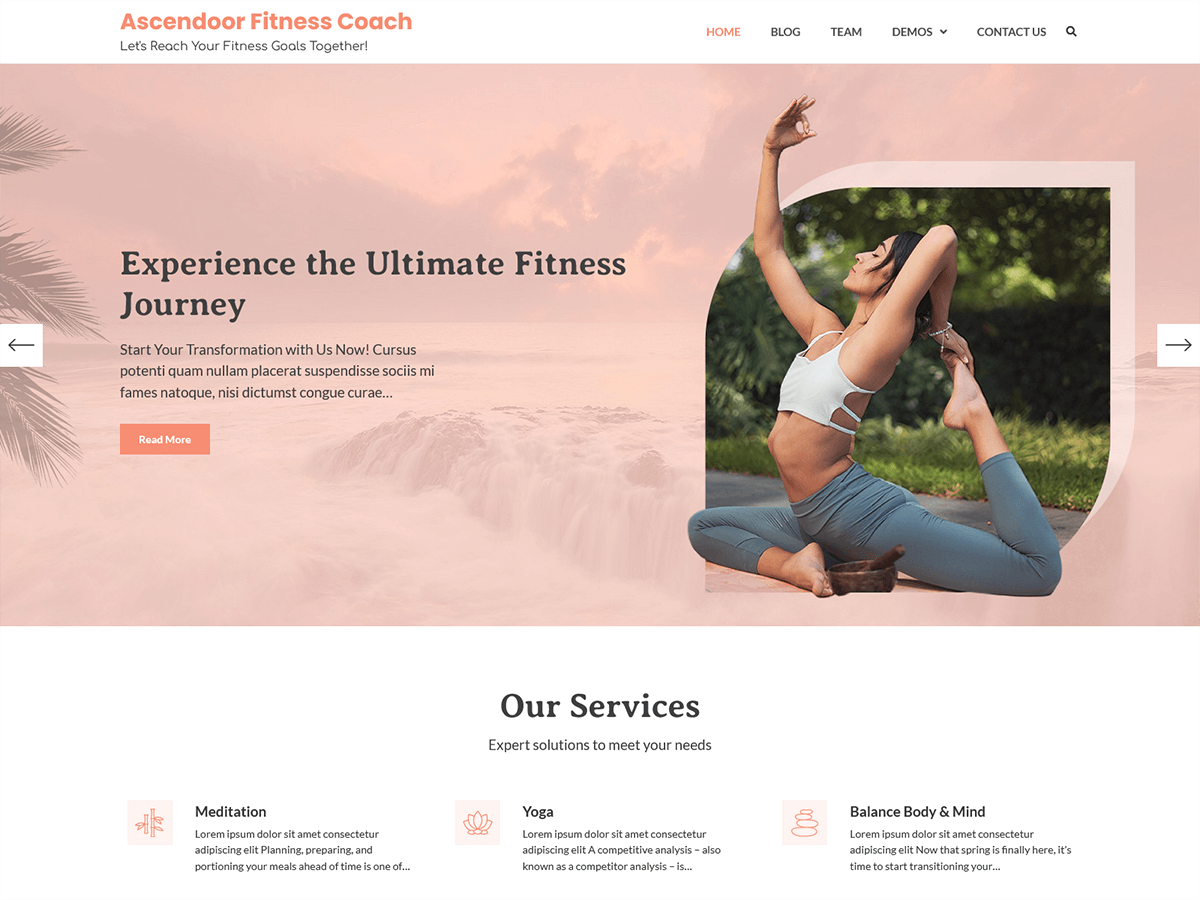 Ascendoor Fitness Coach
Let's Reach Your Fitness Goals Together!
HOME BLOG TEAM DEMOS CONTACT US
Experience the Ultimate Fitness
Journey
Start Your Transformation with Us Now! Cursus
potenti quam nullam placerat suspendisse sociis mi
fames natoque, nisi dictumst congue curae…
Read More
Our Services
Expert solutions to meet your needs
Meditation
Lorem ipsum dolor sit amet consectetur
adipiscing elit Planning, preparing, and
portioning your meals ahead of time is one of…
Yoga
Lorem ipsum dolor sit amet consectetur
adipiscing elit A competitive analysis – also
known as a competitor analysis – is…
Balance Body & Mind
Lorem ipsum dolor sit amet consectetur
adipiscing elit Now that spring is finally here, it's
time to start transitioning your…